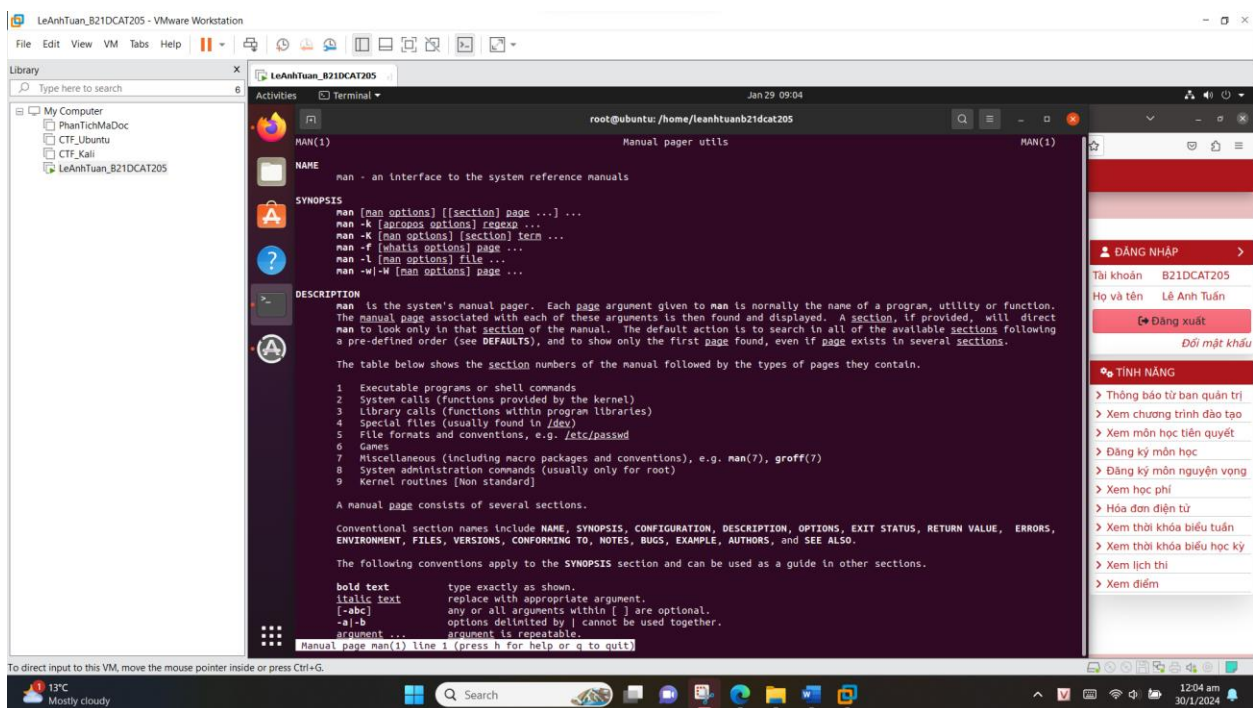 LeAnhTuan_B21DCAT205 - VMware Workstation
File Edit View VM Tabs Help
Library X
Type here to search 6
My Computer
PhanTichMaDoc
CTF_Ubuntu
CTF_Kali
LeAnhTuan_B21DCAT205
LeAnhTuan_B21DCAT205
Activities Terminal Jan 29 09:04
root@ubuntu: /home/leanhtuanb21dcat205
MAN(1) Manual pager utils MAN(1)
NAME
man - an interface to the system reference manuals
SYNOPSIS
man [man options] [[section] page ...] ...
man -k [apropos options] regexp ...
man -K [man options] [section] term ...
man -f [whatis options] page ...
man -l [man options] file ...
man -w|-W [man options] page ...
DESCRIPTION
man is the system's manual pager. Each page argument given to man is normally the name of a program, utility or function.
The manual page associated with each of these arguments is then found and displayed. A section, if provided, will direct
man to look only in that section of the manual. The default action is to search in all of the available sections following
a pre-defined order (see DEFAULTS), and to show only the first page found, even if page exists in several sections.
The table below shows the section numbers of the manual followed by the types of pages they contain.
1 Executable programs or shell commands
2 System calls (functions provided by the kernel)
3 Library calls (functions within program libraries)
4 Special files (usually found in /dev)
5 File formats and conventions, e.g. /etc/passwd
6 Games
7 Miscellaneous (including macro packages and conventions), e.g. man(7), groff(7)
8 System administration commands (usually only for root)
9 Kernel routines [Non standard]
A manual page consists of several sections.
Conventional section names include NAME, SYNOPSIS, CONFIGURATION, DESCRIPTION, OPTIONS, EXIT STATUS, RETURN VALUE, ERRORS,
ENVIRONMENT, FILES, VERSIONS, CONFORMING TO, NOTES, BUGS, EXAMPLE, AUTHORS, and SEE ALSO.
The following conventions apply to the SYNOPSIS section and can be used as a guide in other sections.
bold text type exactly as shown.
italic text replace with appropriate argument.
[-abc] any or all arguments within [ ] are optional.
-a|-b options delimited by | cannot be used together.
argument ... argument is repeatable.
Manual page man(1) line 1 (press h for help or q to quit)
ĐĂNG NHẬP
Tài khoản B21DCAT205
Họ và tên Lê Anh Tuấn
Đăng xuất
Đổi mật khẩu
TÍNH NĂNG
Thông báo từ ban quản trị
Xem chương trình đào tạo
Xem môn học tiên quyết
Đăng ký môn học
Đăng ký môn nguyện vọng
Xem học phí
Hóa đơn điện tử
Xem thời khóa biểu tuần
Xem thời khóa biểu học kỳ
Xem lịch thi
Xem điểm
To direct input to this VM, move the mouse pointer inside or press Ctrl+G.
1
13°C
Mostly cloudy
Search
V
12:04 am
30/1/2024